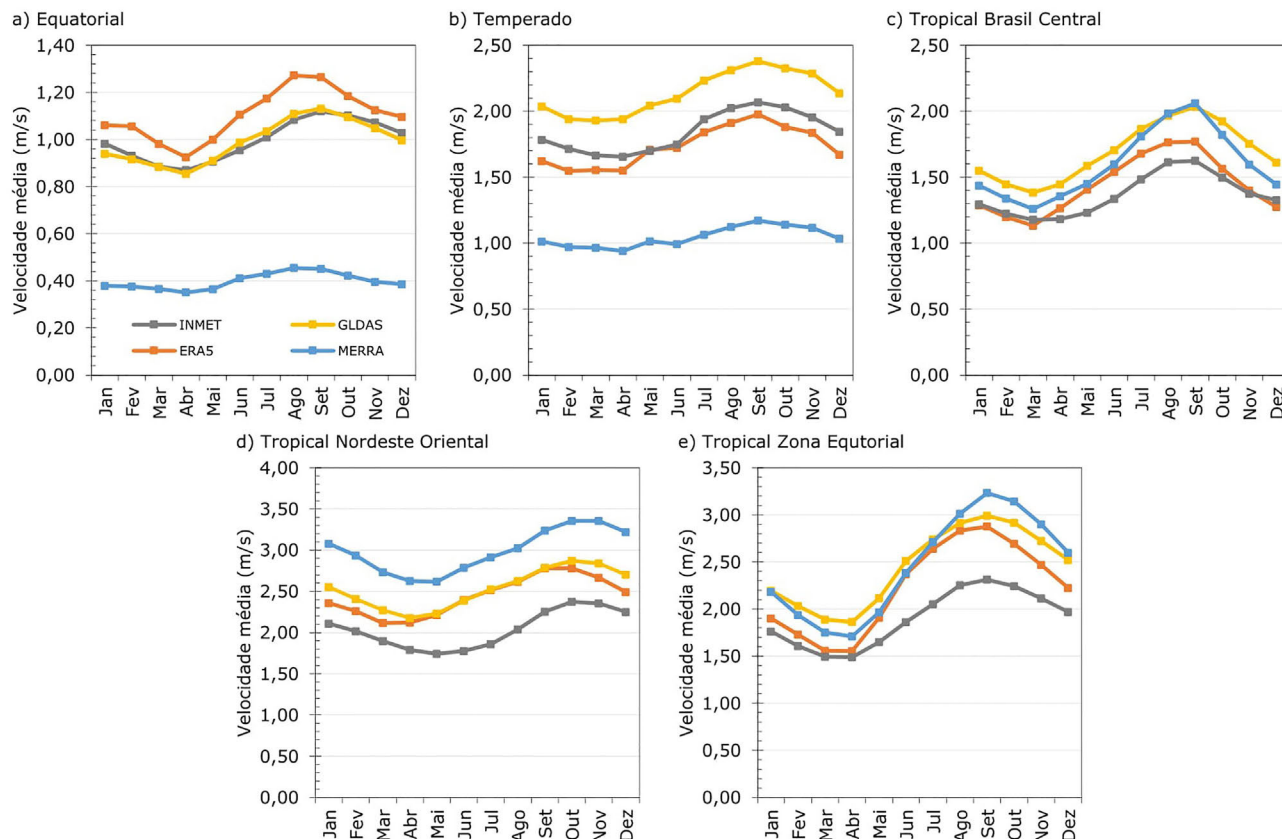 a) Equatorial
Velocidade média (m/s)
1,40
1,20
1,00
0,80
0,60
0,40
0,20
0,00
INMET
GLDAS
ERA5
MERRA
Jan Fev Mar Abr Mai Jun Jul Ago Set Out Nov Dez
b) Temperado
Velocidade média (m/s)
2,50
2,00
1,50
1,00
0,50
0,00
Jan Fev Mar Abr Mai Jun Jul Ago Set Out Nov Dez
c) Tropical Brasil Central
Velocidade média (m/s)
2,50
2,00
1,50
1,00
0,50
0,00
Jan Fev Mar Abr Mai Jun Jul Ago Set Out Nov Dez
d) Tropical Nordeste Oriental
Velocidade média (m/s)
4,00
3,50
3,00
2,50
2,00
1,50
1,00
0,50
0,00
Jan Fev Mar Abr Mai Jun Jul Ago Set Out Nov Dez
e) Tropical Zona Equtorial
Velocidade média (m/s)
3,50
3,00
2,50
2,00
1,50
1,00
0,50
0,00
Jan Fev Mar Abr Mai Jun Jul Ago Set Out Nov Dez